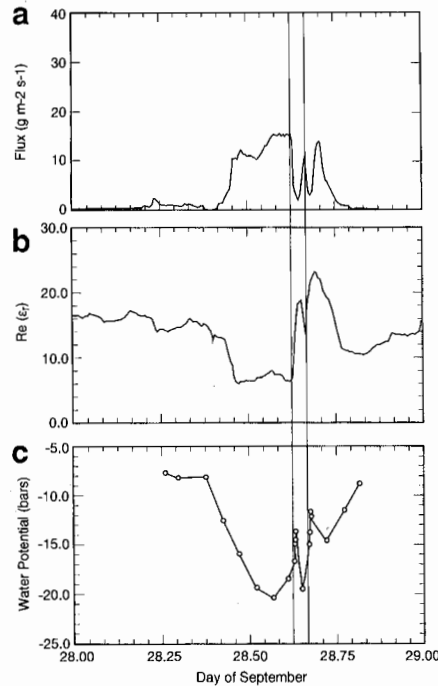 a
40
30
20
10
0
Flux (g m-2 s-1)
b
30.0
20.0
10.0
0.0
Re (εr)
c
-5.0
-10.0
-15.0
-20.0
-25.0
Water Potential (bars)
28.00 28.25 28.50 28.75 29.00
Day of September